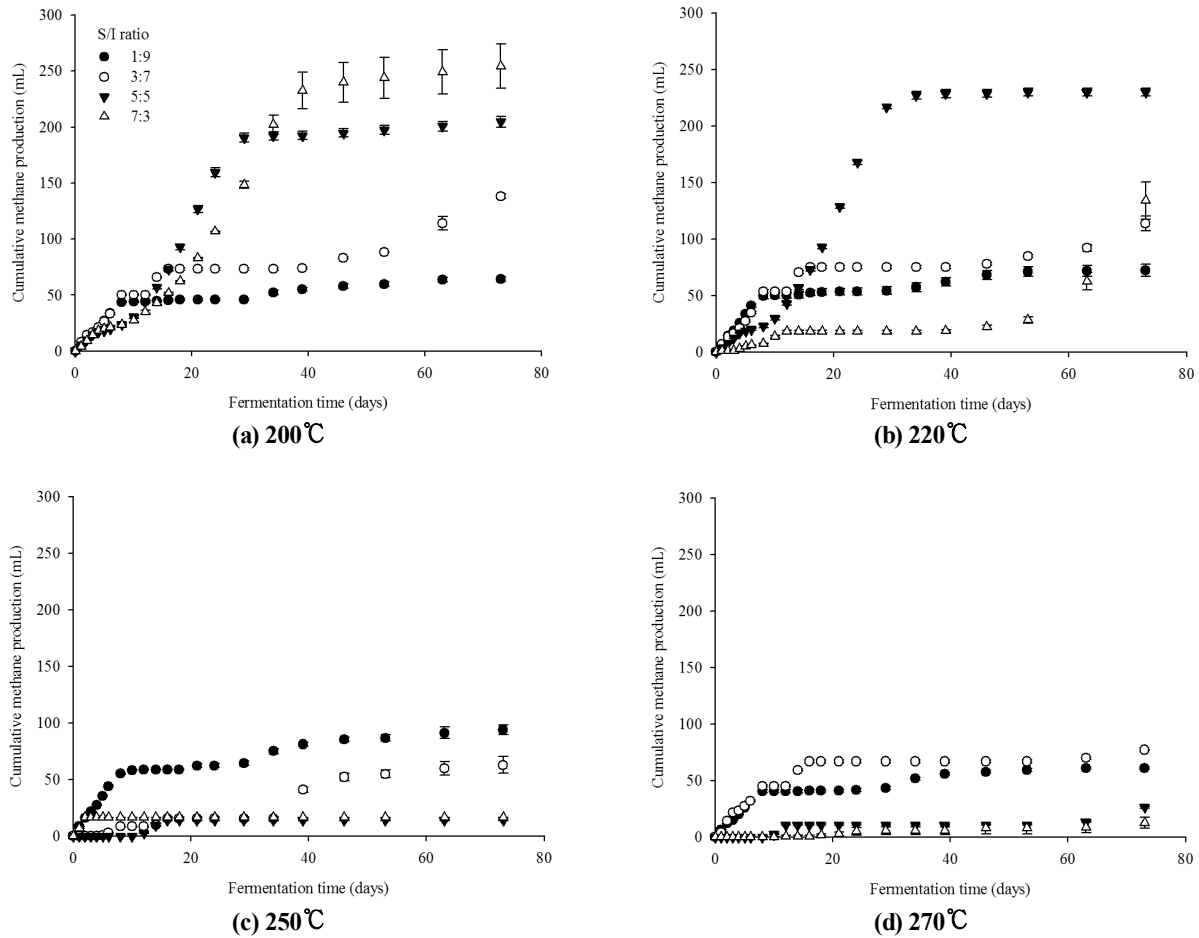 S/I ratio
1:9
3:7
5:5
7:3
Cumulative methane production (mL)
300
250
200
150
100
50
0
0 20 40 60 80
Fermentation time (days)
(a) 200℃
Cumulative methane production (mL)
300
250
200
150
100
50
0
0 20 40 60 80
Fermentation time (days)
(b) 220℃
Cumulative methane production (mL)
300
250
200
150
100
50
0
0 20 40 60 80
Fermentation time (days)
(c) 250℃
Cumulative methane production (mL)
300
250
200
150
100
50
0
0 20 40 60 80
Fermentation time (days)
(d) 270℃